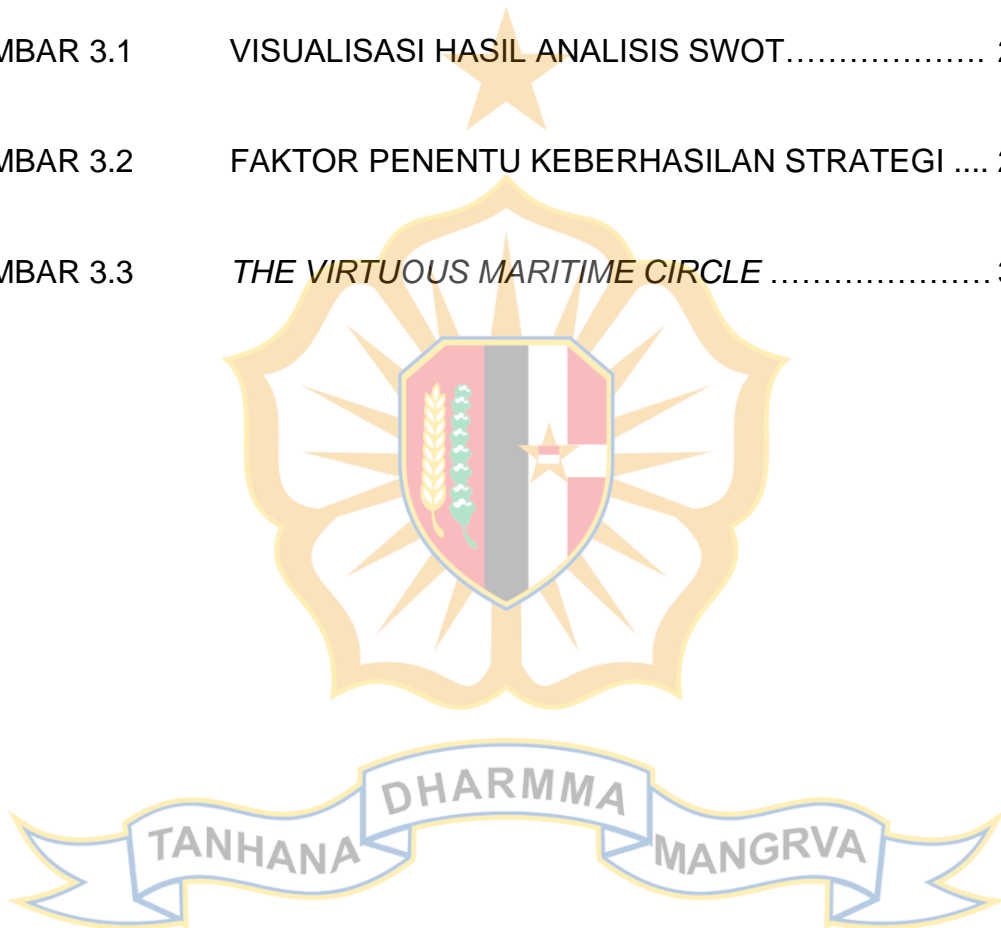 MBAR 3.1 VISUALISASI HASIL ANALISIS SWOT...................
MBAR 3.2 FAKTOR PENENTU KEBERHASILAN STRATEGI ....
MBAR 3.3 THE VIRTUOUS MARITIME CIRCLE .....................
TANHANA DHARMMA MANGRVA